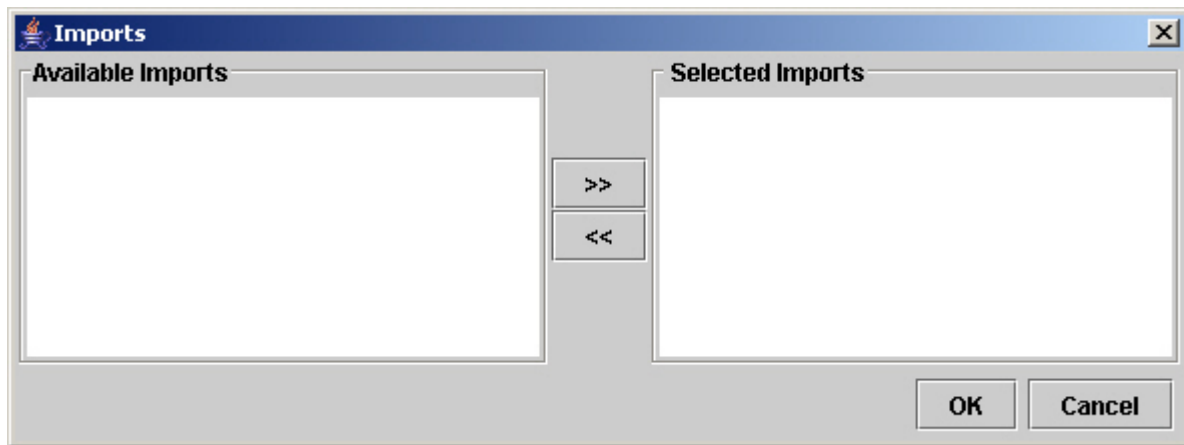 Imports
Available Imports
Selected Imports
>>
<<
OK
Cancel